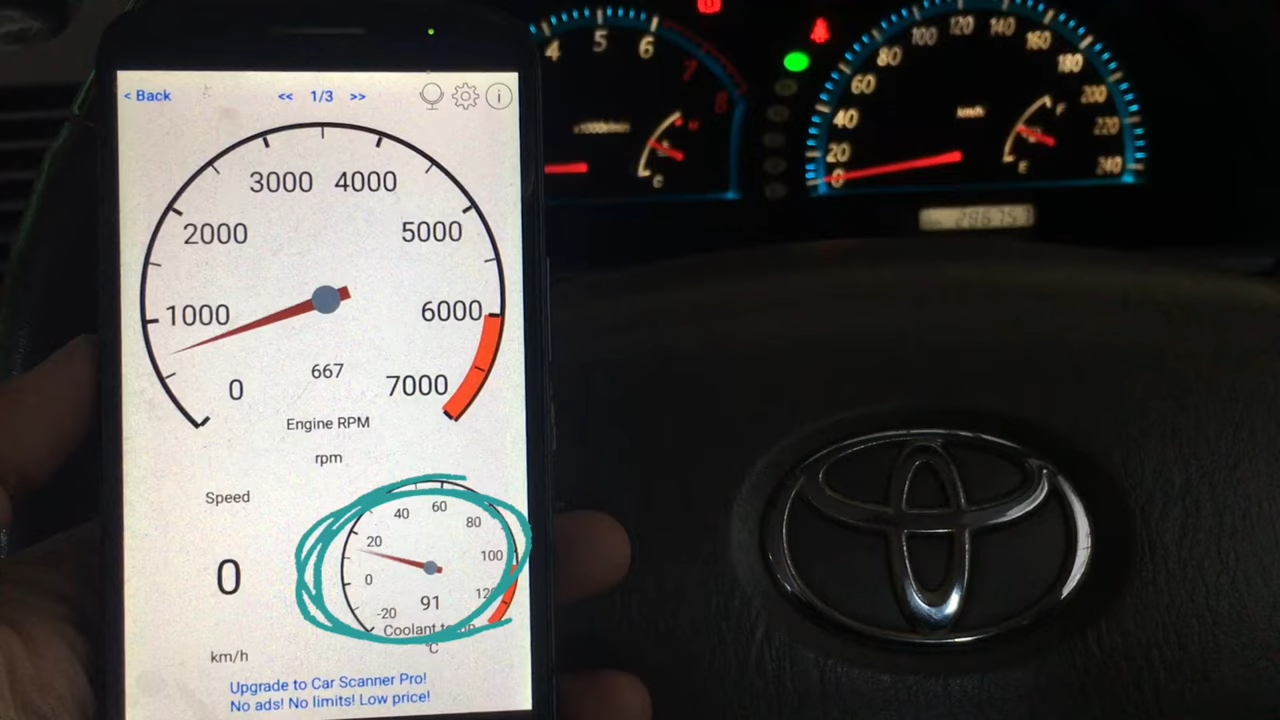 < Back << 1/3 >>
3000 4000
2000 5000
1000 6000
0 667 7000
Engine RPM
rpm
Speed
0
km/h
40 60 80
20 100
0
-20 91
°C
Upgrade to Car Scanner Pro!
No ads! No limits! Low price!
4 5 6 7 8
x1000r/min
H
C
0 20 40 60 80 100 120 140 160 180 200 220 240
km/h
F
E
286757